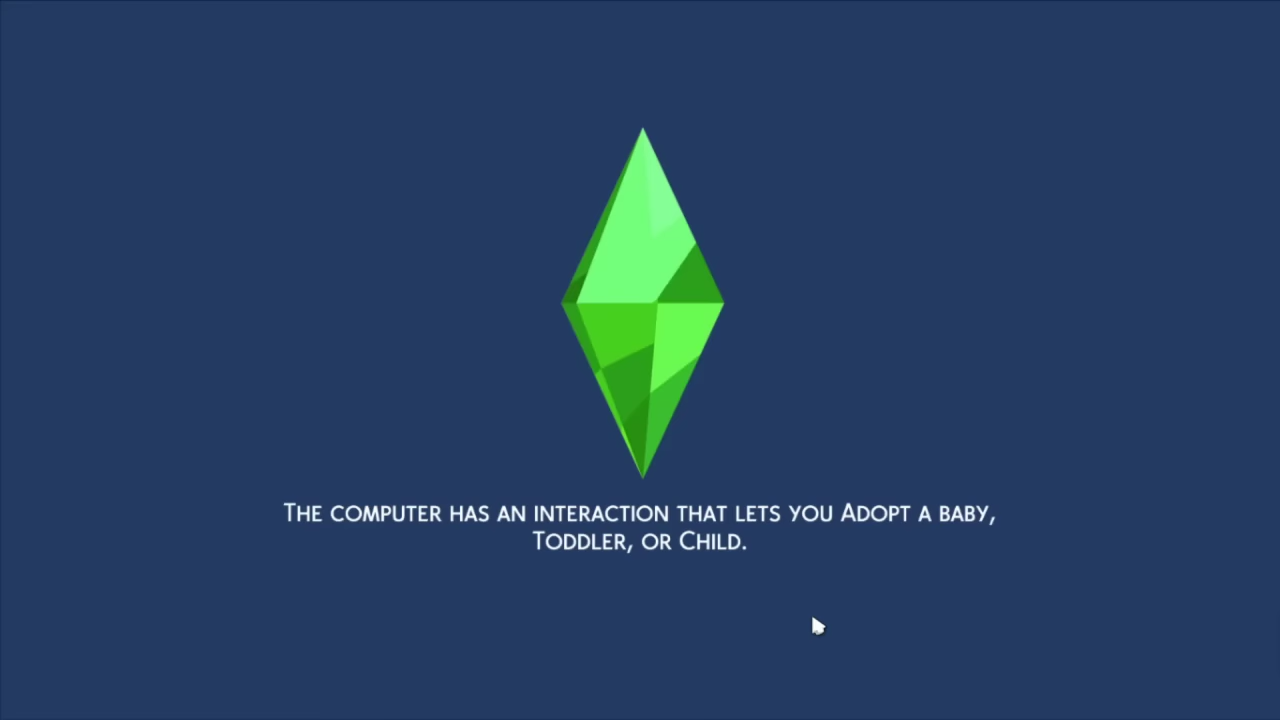 The computer has an interaction that lets you Adopt a baby,
Toddler, or Child.